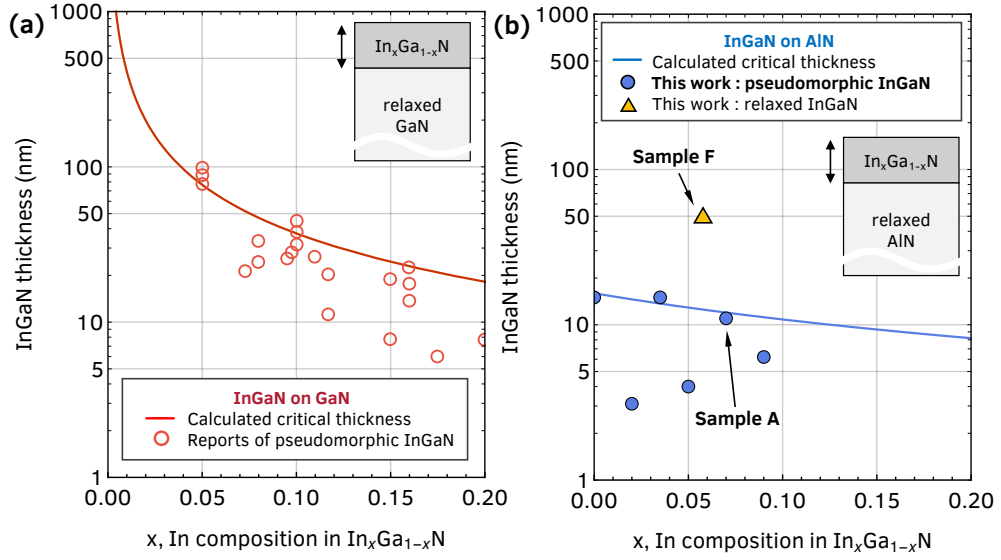 (a)
InGaN thickness (nm)
1000
500
100
50
10
5
1
0.00 0.05 0.10 0.15 0.20
x, In composition in InₓGa₁₋ₓN
InₓGa₁₋ₓN
relaxed
GaN
InGaN on GaN
Calculated critical thickness
Reports of pseudomorphic InGaN
(b)
InGaN thickness (nm)
1000
500
100
50
10
5
1
0.00 0.05 0.10 0.15 0.20
x, In composition in InₓGa₁₋ₓN
InGaN on AlN
Calculated critical thickness
This work : pseudomorphic InGaN
This work : relaxed InGaN
Sample F
InₓGa₁₋ₓN
relaxed
AlN
Sample A